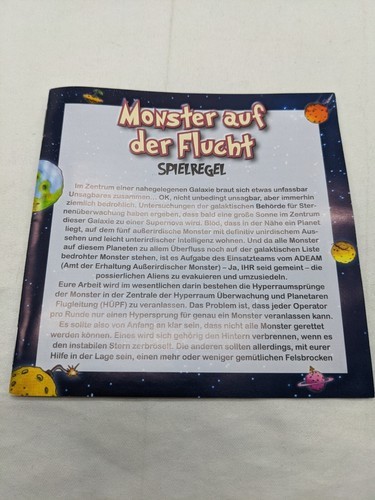 Monster auf
der Flucht
SPIELREGEL
Im Zentrum einer nahegelegenen Galaxie braut sich etwas unfassbar
Unsagbares zusammen... OK, nicht unbedingt unsagbar, aber immerhin
ziemlich bedrohlich. Untersuchungen der galaktischen Behörde für Ster-
nenüberwachung haben ergeben, dass bald eine große Sonne im Zentrum
dieser Galaxie zu einer Supernova wird. Blöd, dass in der Nähe ein Planet
liegt, auf dem fünf außerirdische Monster mit definitiv unirdischem Aus-
sehen und leicht unterirdischer Intelligenz wohnen. Und da alle Monster
auf diesem Planeten zu allem Überfluss noch auf der galaktischen Liste
bedrohter Monster stehen, ist es Aufgabe des Einsatzteams vom ADEAM
(Amt der Erhaltung Außerirdischer Monster) – Ja, IHR seid gemeint – die
possierlichen Aliens zu evakuieren und umzusiedeln.
Eure Arbeit wird im wesentlichen darin bestehen die Hyperraumsprünge
der Monster in der Zentrale der Hyperraum Überwachung und Planetaren
Flugleitung (HÜPF) zu veranlassen. Das Problem ist, dass jeder Operator
pro Runde nur einen Hypersprung für genau ein Monster veranlassen kann.
Es sollte also von Anfang an klar sein, dass nicht alle Monster gerettet
werden können. Eines wird sich gehörig den Hintern verbrennen, wenn es
den instabilen Stern zerbröselt. Die anderen sollten allerdings, mit eurer
Hilfe in der Lage sein, einen mehr oder weniger gemütlichen Felsbrocken